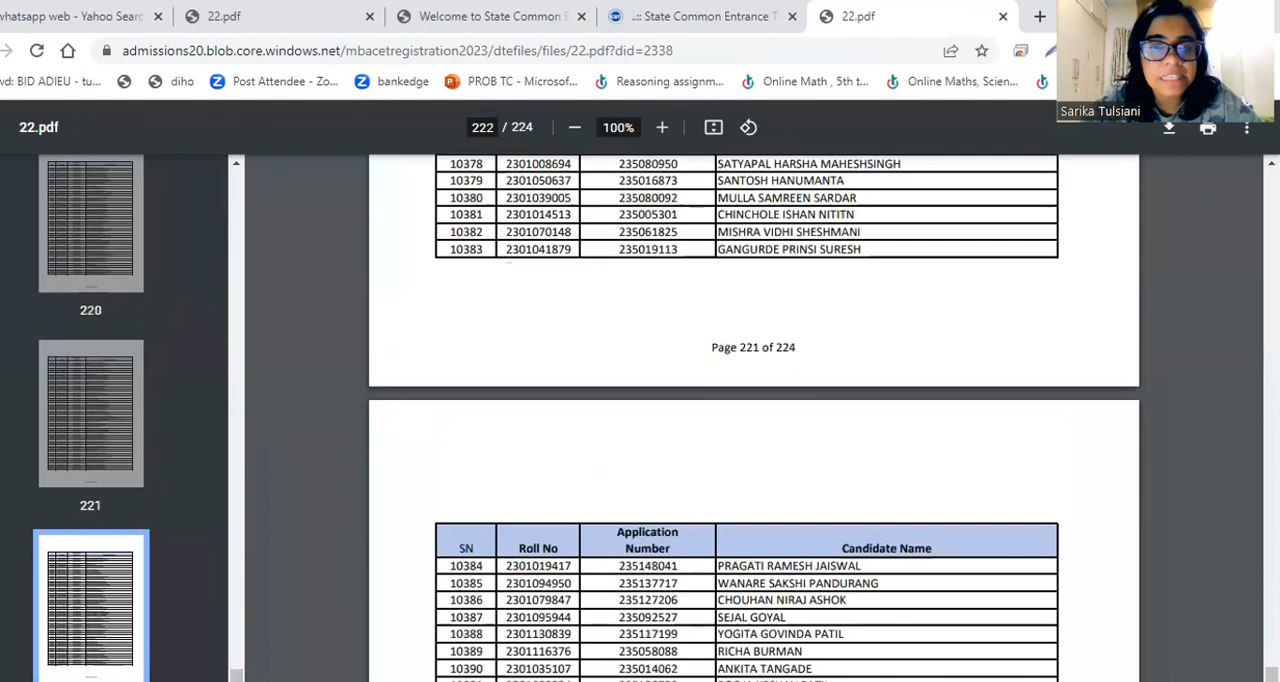 whatsapp web - Yahoo Searc
22.pdf
Welcome to State Common E
..:: State Common Entrance T
22.pdf
admissions20.blob.core.windows.net/mbacetregistration2023/dtefiles/files/22.pdf?did=2338
wd: BID ADIEU - tu...
diho
Post Attendee - Zo...
bankedge
PROB TC - Microsof...
Reasoning assignm...
Online Math , 5th t...
Online Maths, Scien...
Sarika Tulsiani
22.pdf
222 / 224
100%
10378 2301008694 235080950 SATYAPAL HARSHA MAHESHSINGH
10379 2301050637 235016873 SANTOSH HANUMANTA
10380 2301039005 235080092 MULLA SAMREEN SARDAR
10381 2301014513 235005301 CHINCHOLE ISHAN NITITN
10382 2301070148 235061825 MISHRA VIDHI SHESHMANI
10383 2301041879 235019113 GANGURDE PRINSI SURESH
Page 221 of 224
220
221
SN Roll No Application Number Candidate Name
10384 2301019417 235148041 PRAGATI RAMESH JAISWAL
10385 2301094950 235137717 WANARE SAKSHI PANDURANG
10386 2301079847 235127206 CHOUHAN NIRAJ ASHOK
10387 2301095944 235092527 SEJAL GOYAL
10388 2301130839 235117199 YOGITA GOVINDA PATIL
10389 2301116376 235058088 RICHA BURMAN
10390 2301035107 235014062 ANKITA TANGADE